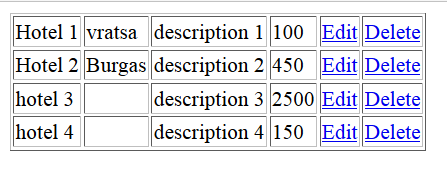 Hotel 1 vratsa description 1 100 Edit Delete
Hotel 2 Burgas description 2 450 Edit Delete
hotel 3 description 3 2500 Edit Delete
hotel 4 description 4 150 Edit Delete